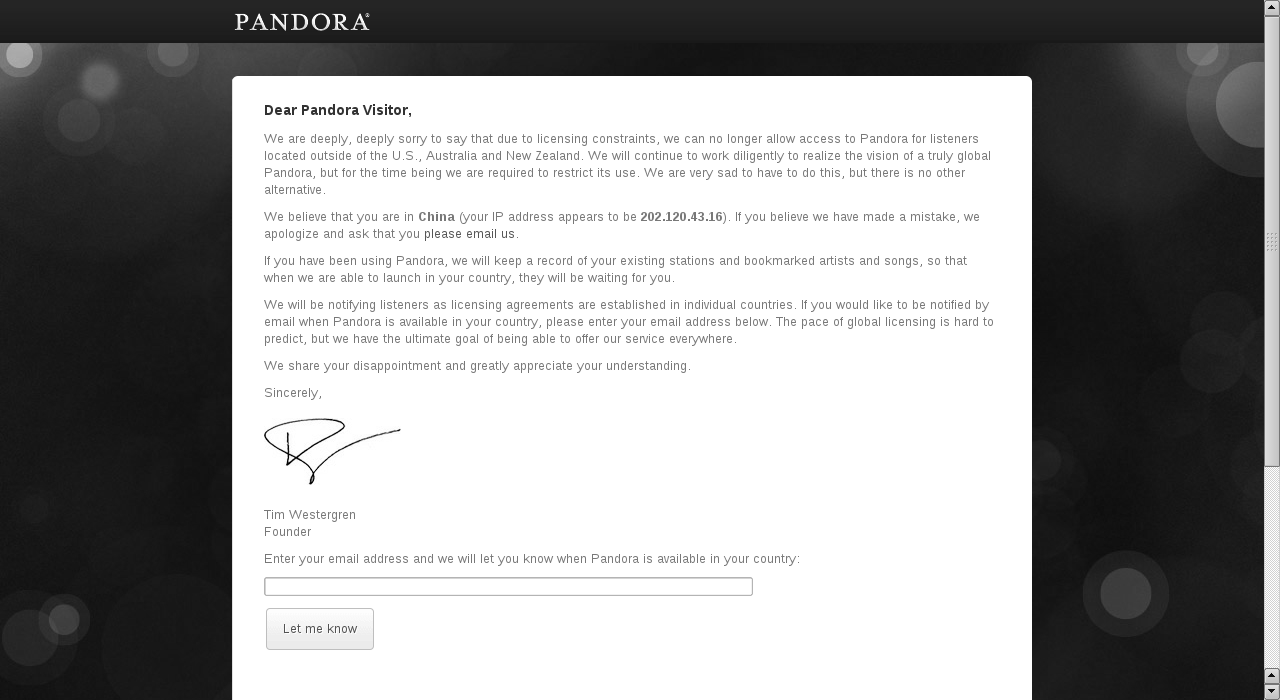 PANDORA®
Dear Pandora Visitor,
We are deeply, deeply sorry to say that due to licensing constraints, we can no longer allow access to Pandora for listeners
located outside of the U.S., Australia and New Zealand. We will continue to work diligently to realize the vision of a truly global
Pandora, but for the time being we are required to restrict its use. We are very sad to have to do this, but there is no other
alternative.
We believe that you are in China (your IP address appears to be 202.120.43.16). If you believe we have made a mistake, we
apologize and ask that you please email us.
If you have been using Pandora, we will keep a record of your existing stations and bookmarked artists and songs, so that
when we are able to launch in your country, they will be waiting for you.
We will be notifying listeners as licensing agreements are established in individual countries. If you would like to be notified by
email when Pandora is available in your country, please enter your email address below. The pace of global licensing is hard to
predict, but we have the ultimate goal of being able to offer our service everywhere.
We share your disappointment and greatly appreciate your understanding.
Sincerely,
Tim Westergren
Founder
Enter your email address and we will let you know when Pandora is available in your country:
Let me know